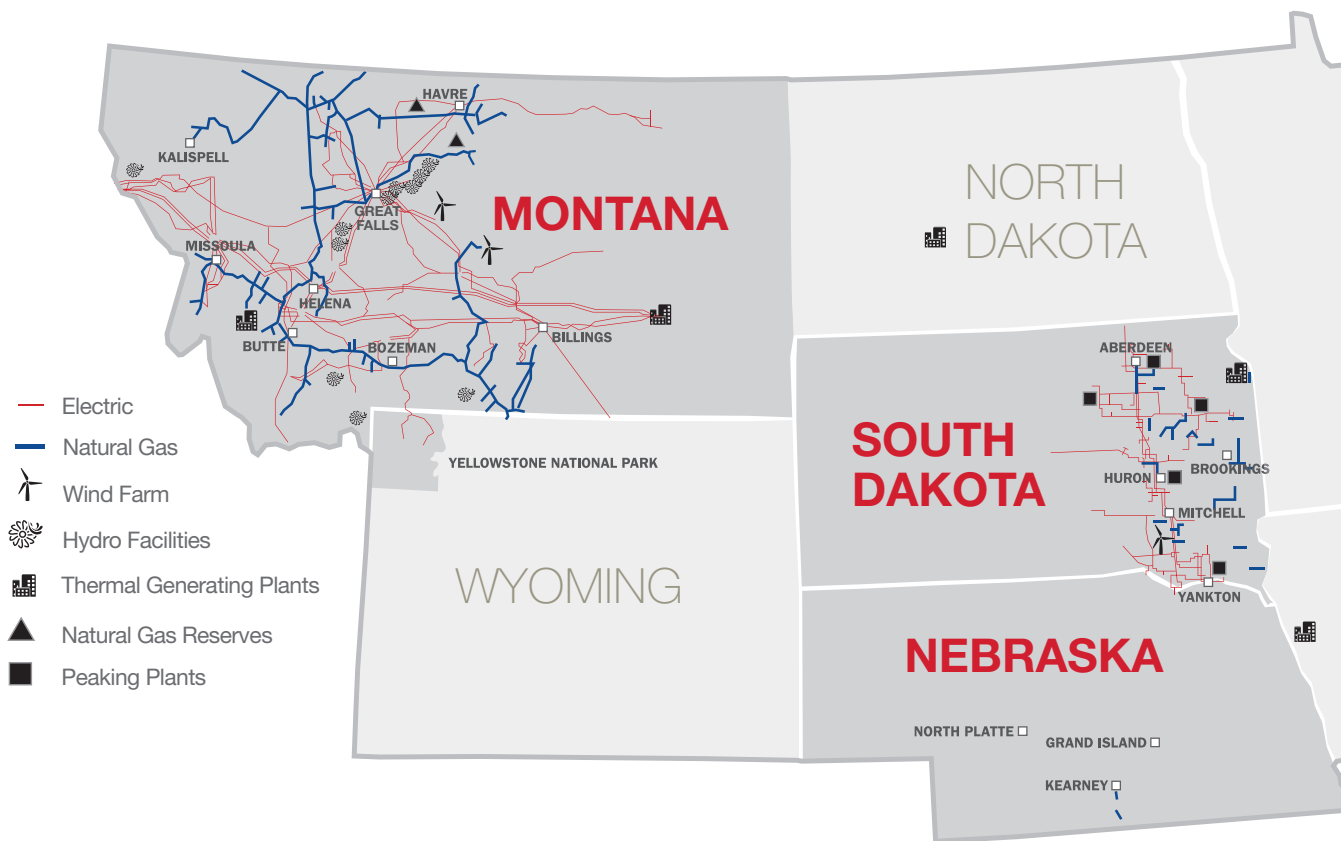 HAVRE
KALISPELL
NORTH
DAKOTA
MONTANA
GREAT
FALLS
MISSOULA
HELENA
BUTTE
BOZEMAN
BILLINGS
ABERDEEN
Electric
Natural Gas
Wind Farm
Hydro Facilities
Thermal Generating Plants
Natural Gas Reserves
Peaking Plants
YELLOWSTONE NATIONAL PARK
SOUTH
DAKOTA
BROOKINGS
HURON
MITCHELL
WYOMING
YANKTON
NEBRASKA
NORTH PLATTE
GRAND ISLAND
KEARNEY